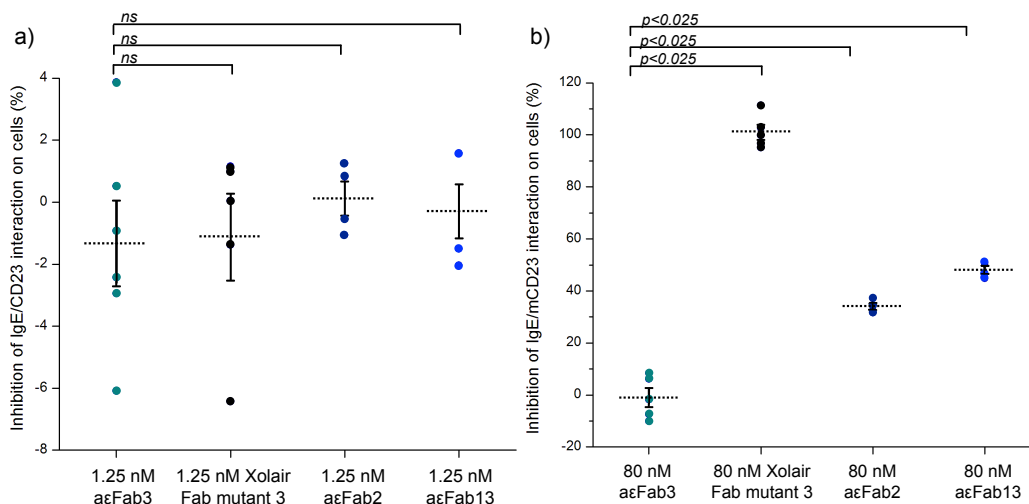 a)
ns
ns
ns
Inhibition of IgE/CD23 interaction on cells (%)
4
2
0
-2
-4
-6
-8
1.25 nM
aεFab3
1.25 nM Xolair
Fab mutant 3
1.25 nM
aεFab2
1.25 nM
aεFab13
b)
p<0.025
p<0.025
p<0.025
Inhibition of IgE/mCD23 interaction on cells (%)
120
100
80
60
40
20
0
-20
80 nM
aεFab3
80 nM Xolair
Fab mutant 3
80 nM
aεFab2
80 nM
aεFab13